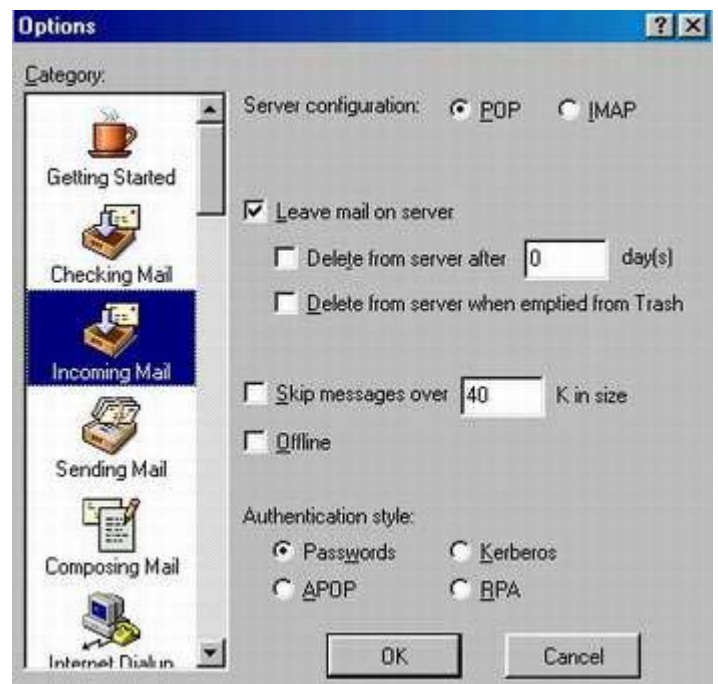 Options
Category:
Getting Started
Checking Mail
Incoming Mail
Sending Mail
Composing Mail
Internet Dialup
Server configuration: POP IMAP
Leave mail on server
Delete from server after 0 day(s)
Delete from server when emptied from Trash
Skip messages over 40 K in size
Offline
Authentication style:
Passwords Kerberos
APOP RPA
OK Cancel